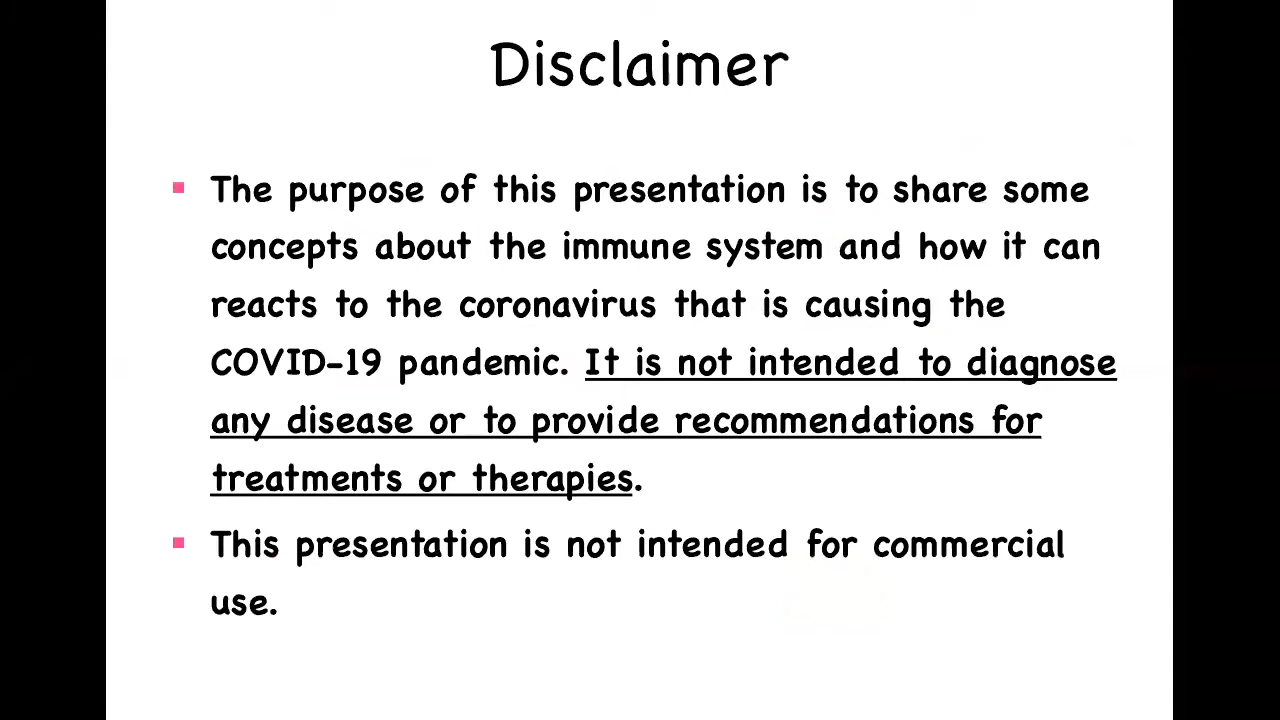 Disclaimer
The purpose of this presentation is to share some
concepts about the immune system and how it can
reacts to the coronavirus that is causing the
COVID-19 pandemic. It is not intended to diagnose
any disease or to provide recommendations for
treatments or therapies.
This presentation is not intended for commercial
use.